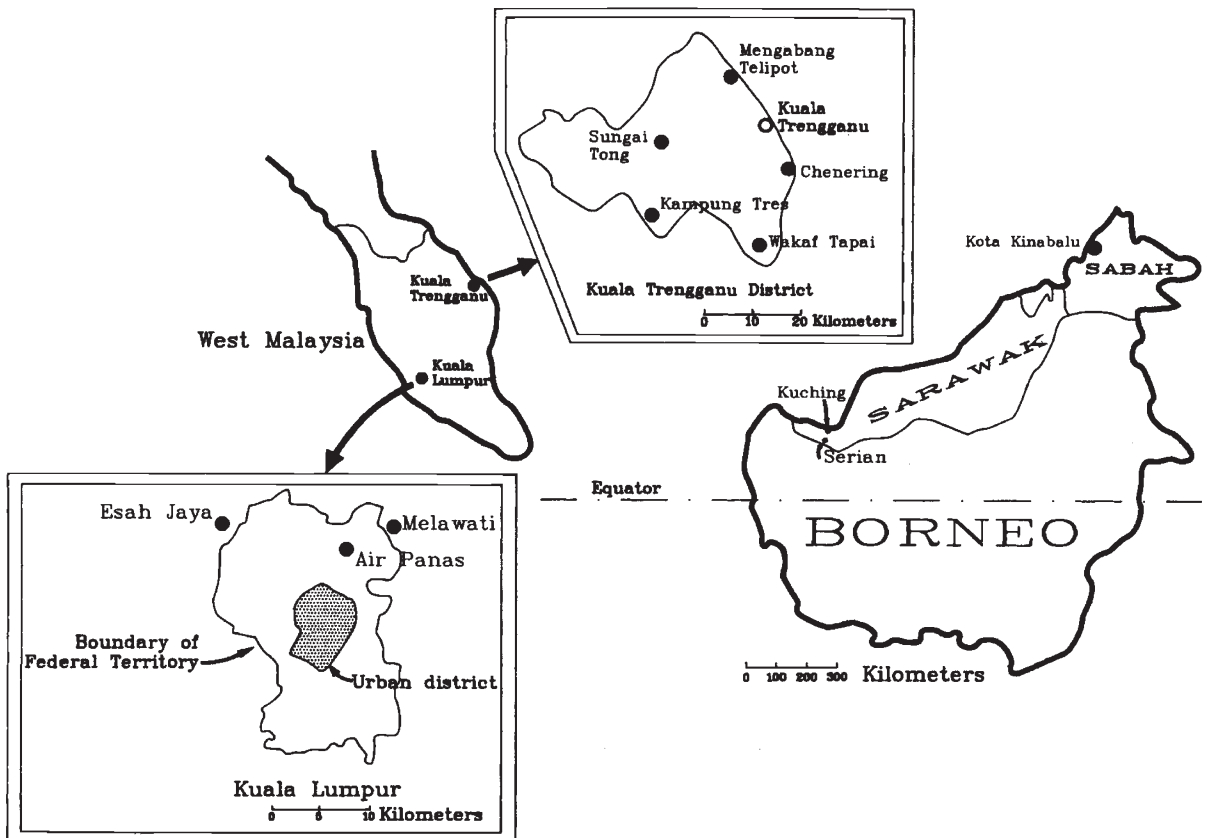 Mengabang
Telipot
Kuala
Trengganu
Sungai
Tong
Chenering
Kampung Tres
Wakaf Tapai
Kuala Trengganu District
0 10 20 Kilometers
Kuala
Trengganu
West Malaysia
Kuala
Lumpur
Kota Kinabalu
SABAH
SARAWAK
Kuching
Serian
Equator
BORNEO
0 100 200 300 Kilometers
Esah Jaya
Melawati
Air Panas
Boundary of
Federal Territory
Urban district
Kuala Lumpur
0 5 10 Kilometers